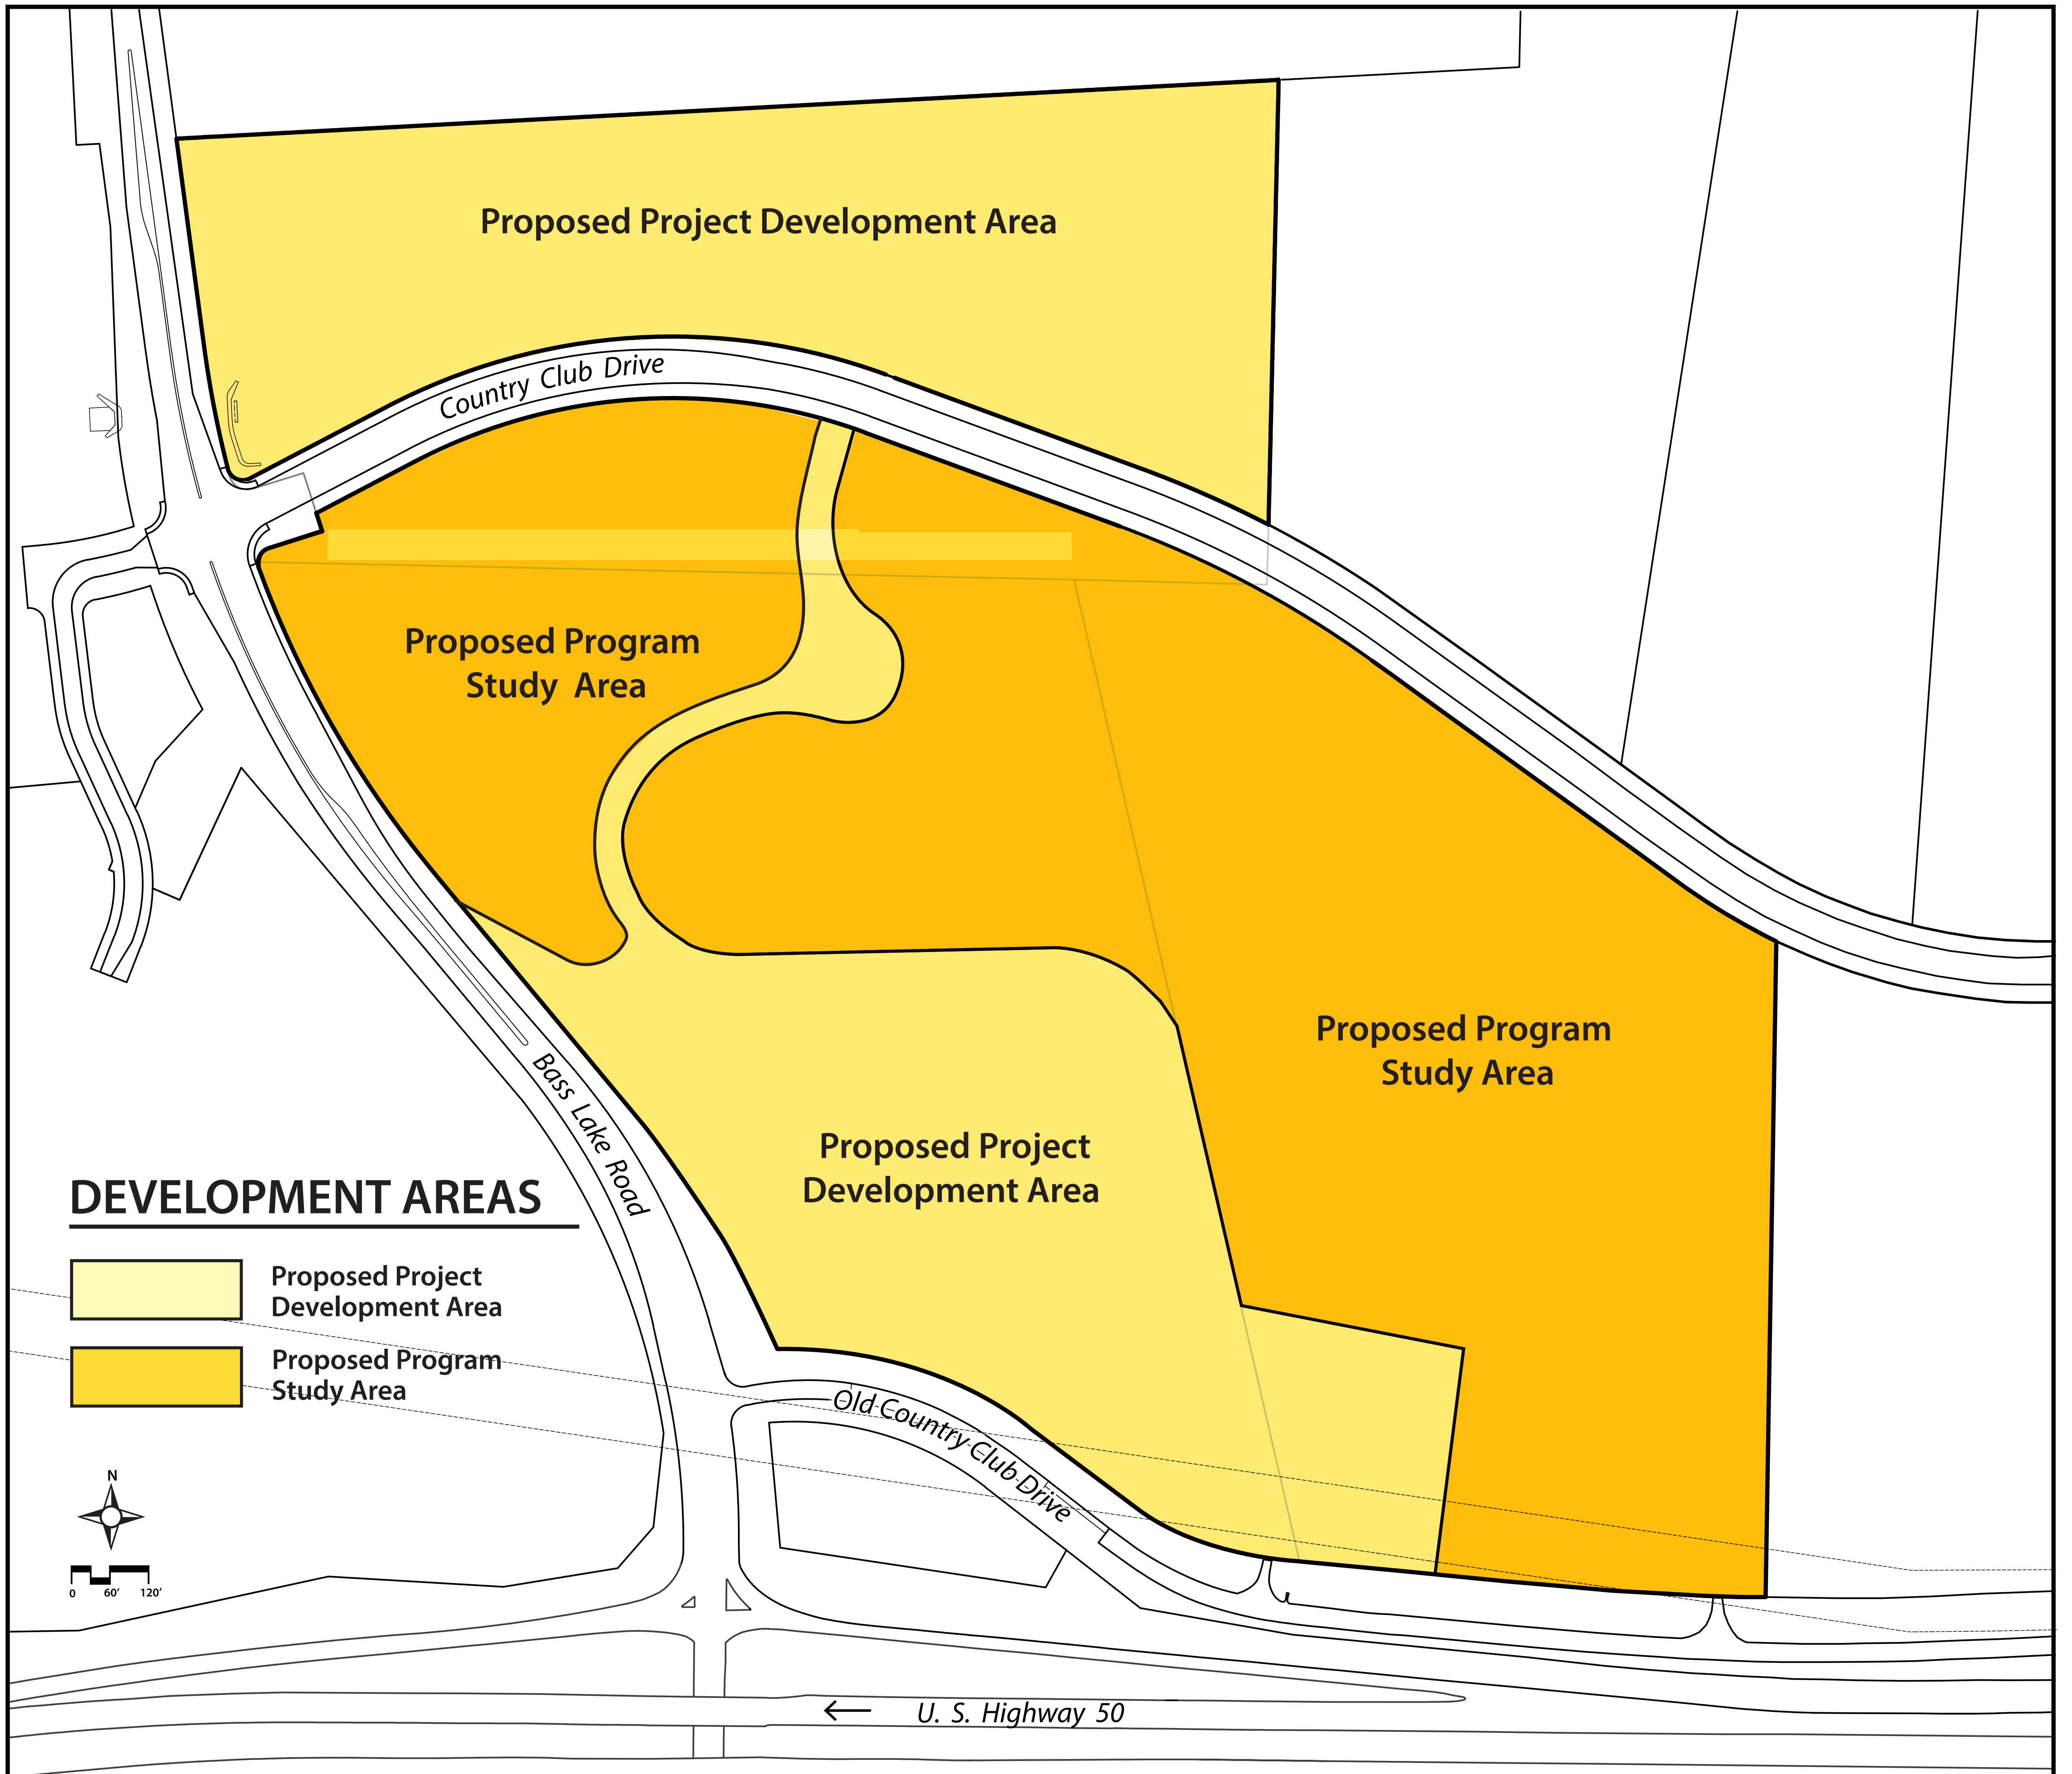 Proposed Project Development Area
Country Club Drive
Proposed Program
Study Area
Proposed Program
Study Area
Bass Lake Road
Proposed Project
Development Area
DEVELOPMENT AREAS
Proposed Project
Development Area
Proposed Program
Study Area
Old Country Club Drive
N
0 60' 120'
U. S. Highway 50